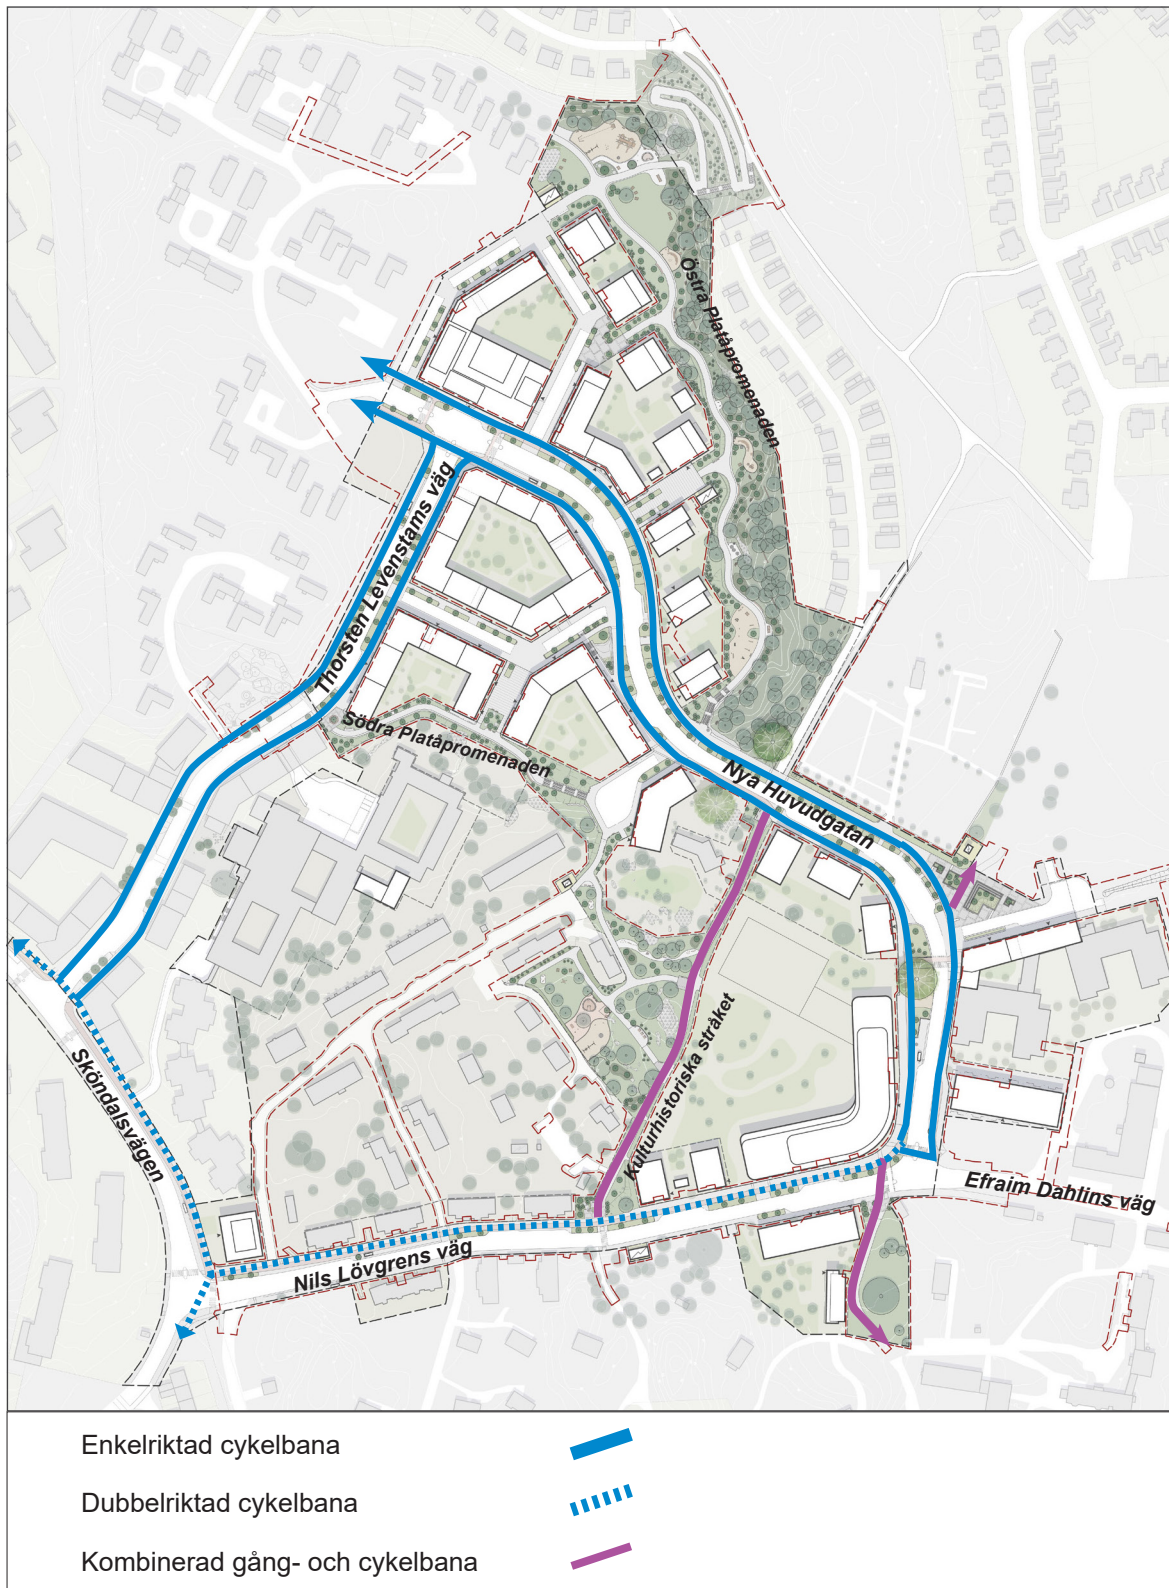 Östra Platåpromenaden
Thorsten Levenstams väg
Södra Platåpromenaden
Nya Huvudgatan
Kulturhistoriska stråket
Sköndalsvägen
Efraim Dahlins väg
Nils Lövgrens väg
Enkelriktad cykelbana
Dubbelriktad cykelbana
Kombinerad gång- och cykelbana